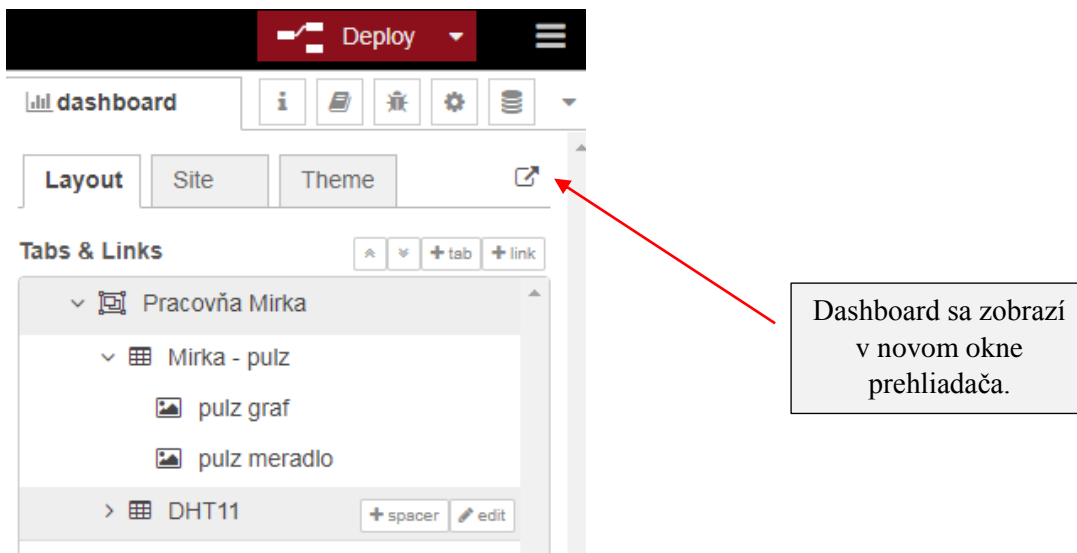 Deploy
dashboard
Layout Site Theme
Tabs & Links
+ tab + link
Pracovňa Mirka
Mirka - pulz
pulz graf
pulz meradlo
DHT11
+ spacer edit
Dashboard sa zobrazí
v novom okne
prehliadača.